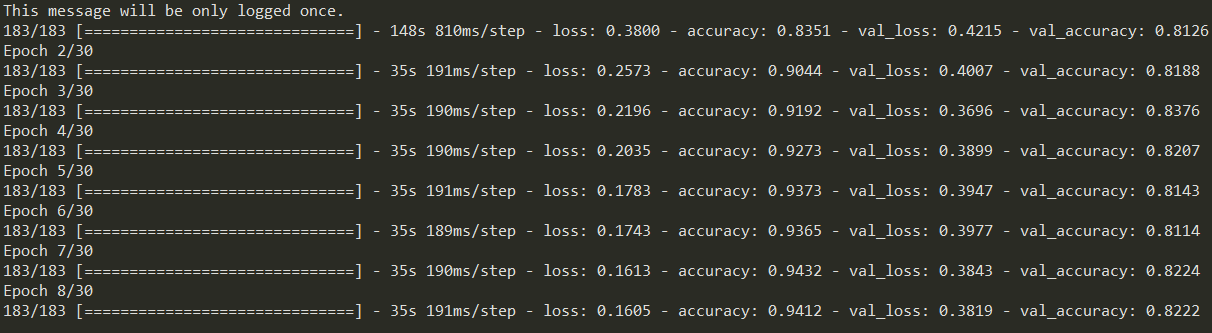 This message will be only logged once.
183/183 [==============================] - 148s 810ms/step - loss: 0.3800 - accuracy: 0.8351 - val_loss: 0.4215 - val_accuracy: 0.8126
Epoch 2/30
183/183 [==============================] - 35s 191ms/step - loss: 0.2573 - accuracy: 0.9044 - val_loss: 0.4007 - val_accuracy: 0.8188
Epoch 3/30
183/183 [==============================] - 35s 190ms/step - loss: 0.2196 - accuracy: 0.9192 - val_loss: 0.3696 - val_accuracy: 0.8376
Epoch 4/30
183/183 [==============================] - 35s 190ms/step - loss: 0.2035 - accuracy: 0.9273 - val_loss: 0.3899 - val_accuracy: 0.8207
Epoch 5/30
183/183 [==============================] - 35s 191ms/step - loss: 0.1783 - accuracy: 0.9373 - val_loss: 0.3947 - val_accuracy: 0.8143
Epoch 6/30
183/183 [==============================] - 35s 189ms/step - loss: 0.1743 - accuracy: 0.9365 - val_loss: 0.3977 - val_accuracy: 0.8114
Epoch 7/30
183/183 [==============================] - 35s 190ms/step - loss: 0.1613 - accuracy: 0.9432 - val_loss: 0.3843 - val_accuracy: 0.8224
Epoch 8/30
183/183 [==============================] - 35s 191ms/step - loss: 0.1605 - accuracy: 0.9412 - val_loss: 0.3819 - val_accuracy: 0.8222